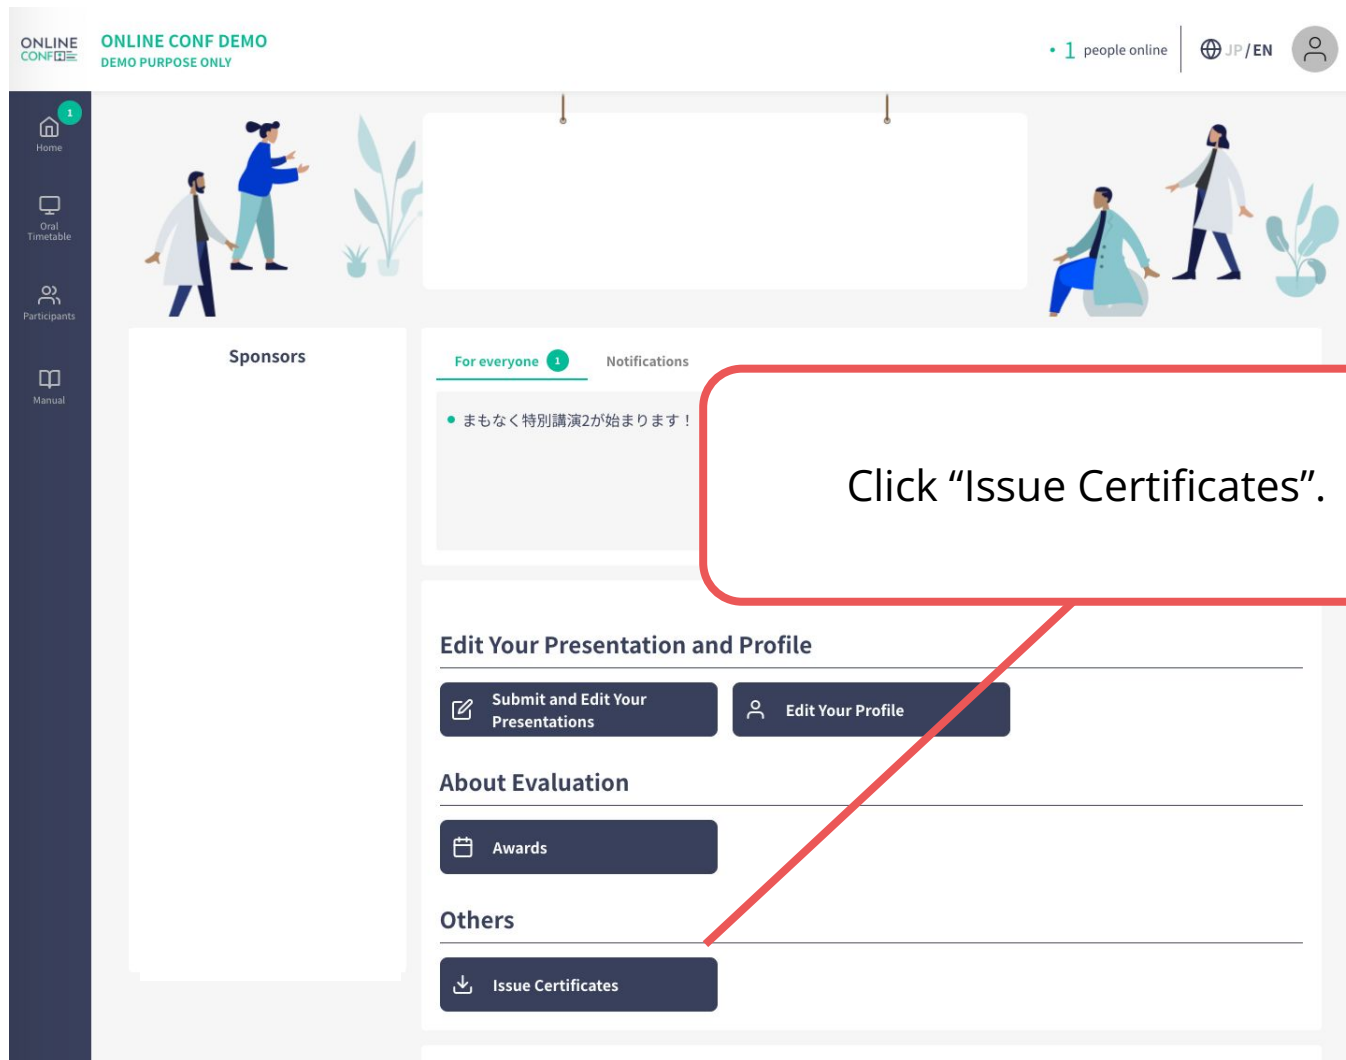 ONLINE
CONF
ONLINE CONF DEMO
DEMO PURPOSE ONLY
• 1 people online
JP/EN
1
Home
Oral
Timetable
Participants
Manual
Sponsors
For everyone 1
Notifications
まもなく特別講演2が始まります！
Click “Issue Certificates”.
Edit Your Presentation and Profile
Submit and Edit Your
Presentations
Edit Your Profile
About Evaluation
Awards
Others
Issue Certificates